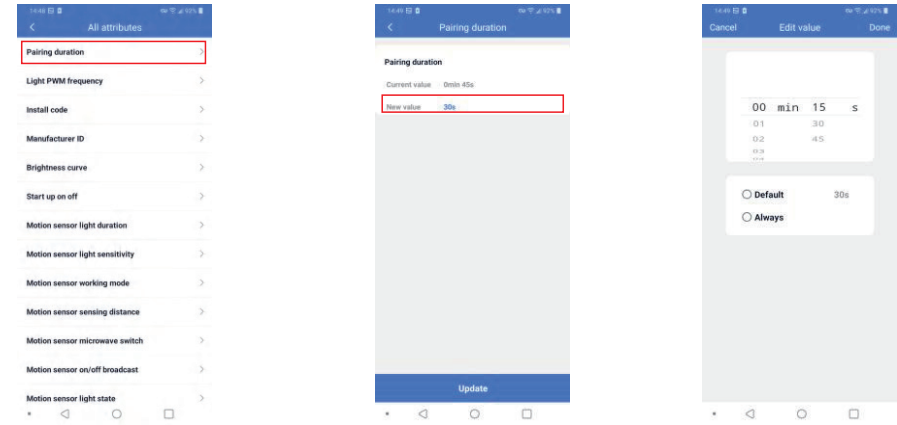 14:49
93%
All attributes
Pairing duration
Light PWM frequency
Install code
Manufacturer ID
Brightness curve
Start up on off
Motion sensor light duration
Motion sensor light sensitivity
Motion sensor working mode
Motion sensor sensing distance
Motion sensor microwave switch
Motion sensor on/off broadcast
Motion sensor light state
14:49
92%
Pairing duration
Pairing duration
Current value 0min 45s
New value 30s
Update
14:49
92%
Cancel Edit value Done
00 min 15 s
01 30
02 45
03
Default 30s
Always